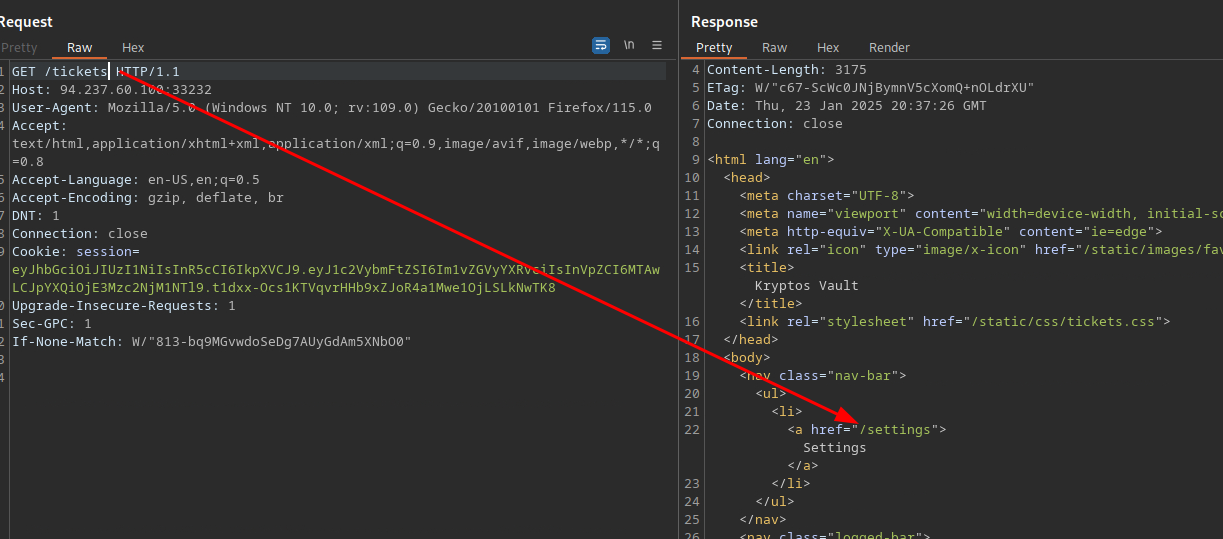 Request
Pretty Raw Hex
\n
1 GET /tickets HTTP/1.1
2 Host: 94.237.60.100:33232
3 User-Agent: Mozilla/5.0 (Windows NT 10.0; rv:109.0) Gecko/20100101 Firefox/115.0
4 Accept:
text/html,application/xhtml+xml,application/xml;q=0.9,image/avif,image/webp,*/*;q
=0.8
5 Accept-Language: en-US,en;q=0.5
6 Accept-Encoding: gzip, deflate, br
7 DNT: 1
8 Connection: close
9 Cookie: session=
eyJhbGciOiJIUzI1NiIsInR5cCI6IkpXVCJ9.eyJ1c2VybmFtZSI6Im1vZGVyYXRvciIsInVpZCI6MTAw
LCJpYXQiOjE3Mzc2NjM1NTl9.t1dxx-Ocs1KTVqvrHHb9xZJoR4a1Mwe1OjLSLkNwTK8
0 Upgrade-Insecure-Requests: 1
1 Sec-GPC: 1
2 If-None-Match: W/"813-bq9MGvwdoSeDg7AUyGdAm5XNbO0"
3
4
Response
Pretty Raw Hex Render
4 Content-Length: 3175
5 ETag: W/"c67-ScWc0JNjBymnV5cXomQ+nOLdrXU"
6 Date: Thu, 23 Jan 2025 20:37:26 GMT
7 Connection: close
8
9 <html lang="en">
10 <head>
11 <meta charset="UTF-8">
12 <meta name="viewport" content="width=device-width, initial-sc
13 <meta http-equiv="X-UA-Compatible" content="ie=edge">
14 <link rel="icon" type="image/x-icon" href="/static/images/fav
15 <title>
Kryptos Vault
</title>
16 <link rel="stylesheet" href="/static/css/tickets.css">
17 </head>
18 <body>
19 <nav class="nav-bar">
20 <ul>
21 <li>
22 <a href="/settings">
Settings
</a>
23 </li>
24 </ul>
25 </nav>
26 <nav class="logged-bar">